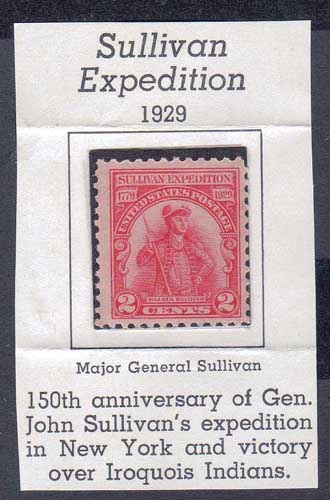 Sullivan
Expedition
1929
SULLIVAN EXPEDITION
1779 1929
UNITED STATES POSTAGE
MAJ. GEN. SULLIVAN
2 2
CENTS
Major General Sullivan
150th anniversary of Gen.
John Sullivan's expedition
in New York and victory
over Iroquois Indians.